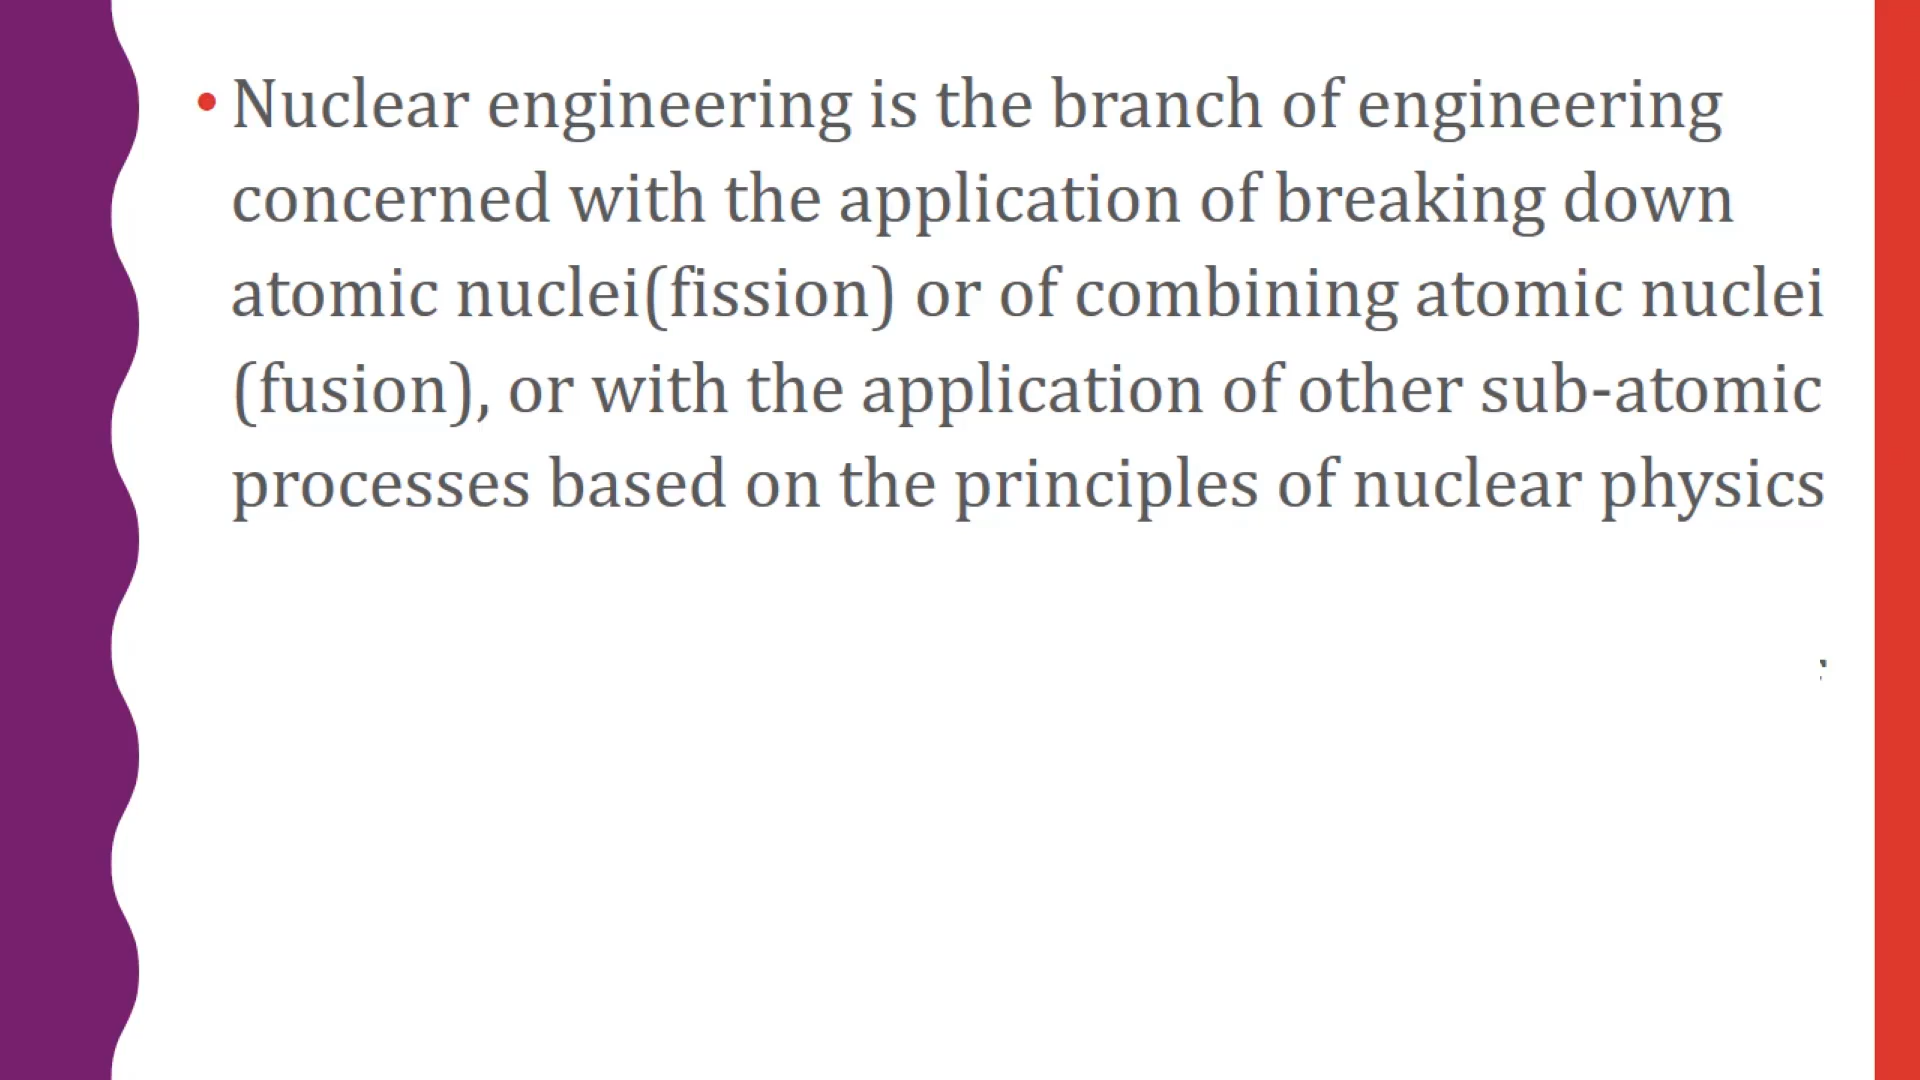 • Nuclear engineering is the branch of engineering
concerned with the application of breaking down
atomic nuclei(fission) or of combining atomic nuclei
(fusion), or with the application of other sub-atomic
processes based on the principles of nuclear physics